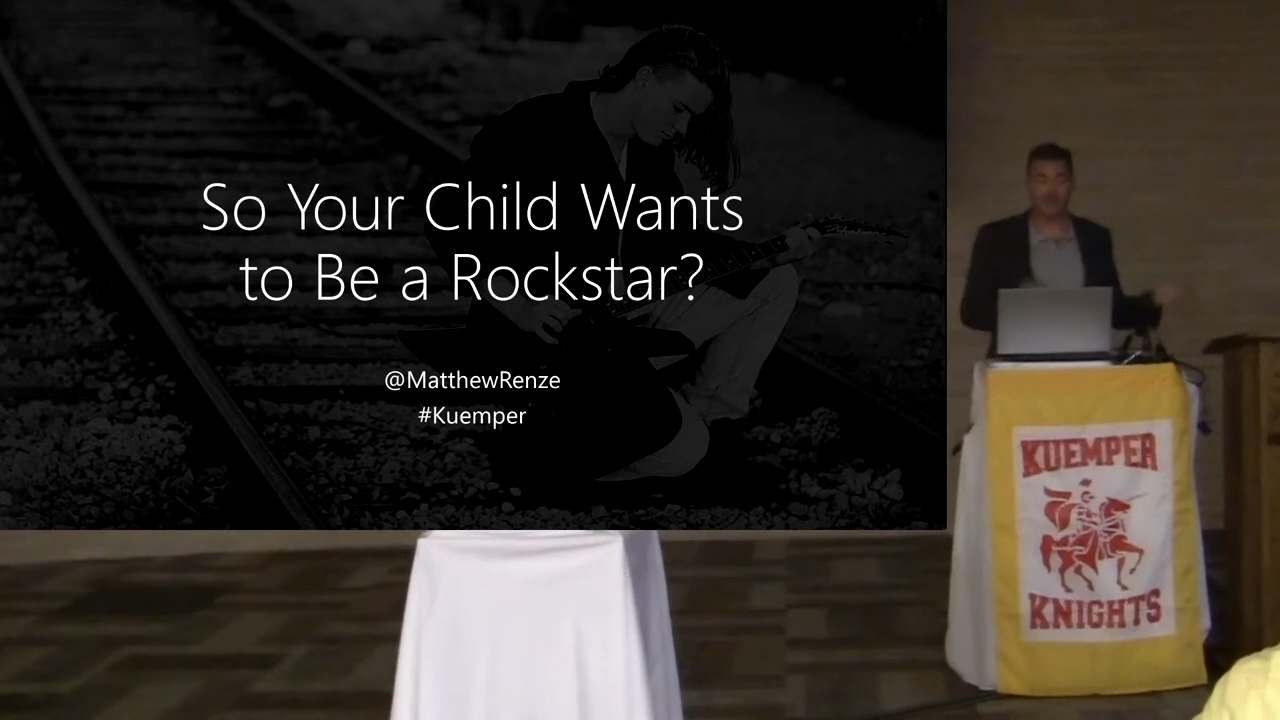 So Your Child Wants
to Be a Rockstar?
@MatthewRenze
#Kuemper
KUEMPER
KNIGHTS